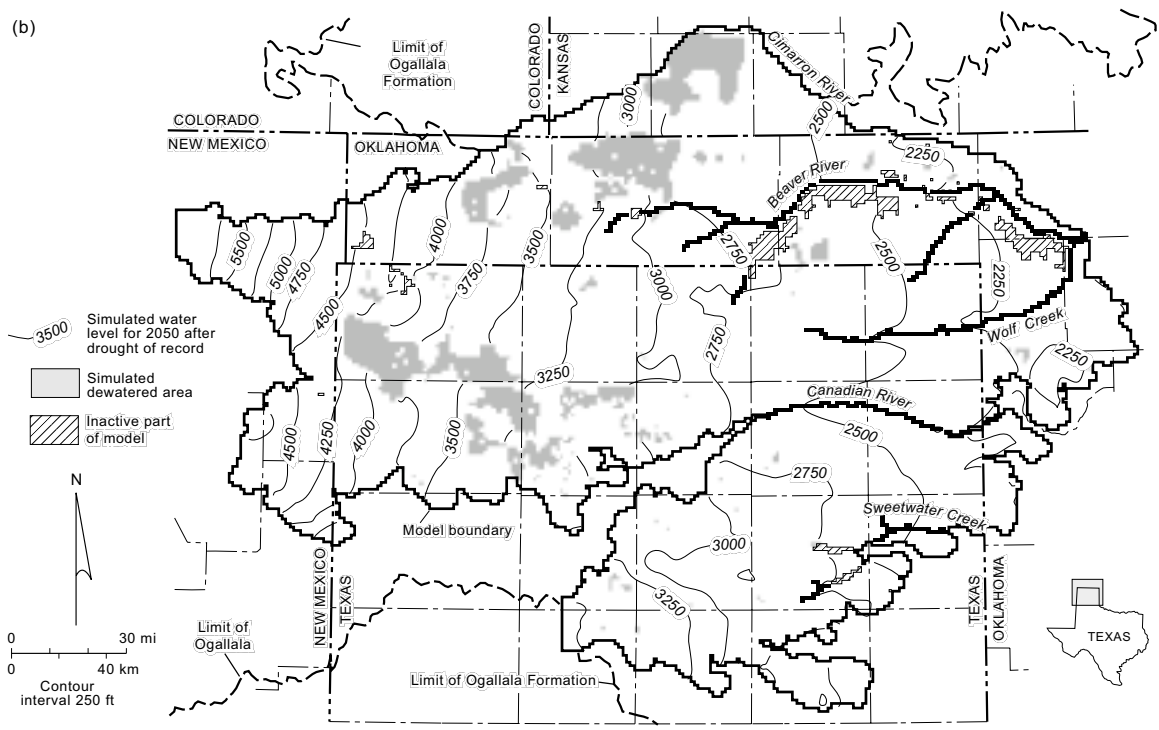 (b)
Limit of
Ogallala
Formation
COLORADO
KANSAS
Cimarron River
3000
2500
COLORADO
NEW MEXICO
OKLAHOMA
2250
Beaver River
5500
5000
4750
4500
4000
3750
3500
2750
3000
2500
2250
3500
Simulated water
level for 2050 after
drought of record
Simulated
dewatered area
Inactive part
of model
2750
Wolf Creek
2250
3250
Canadian River
4500
4250
4000
3500
2500
2750
N
Model boundary
Sweetwater Creek
3000
3250
NEW MEXICO
TEXAS
TEXAS
OKLAHOMA
TEXAS
Limit of
Ogallala
0 30 mi
0 40 km
Contour
interval 250 ft
Limit of Ogallala Formation